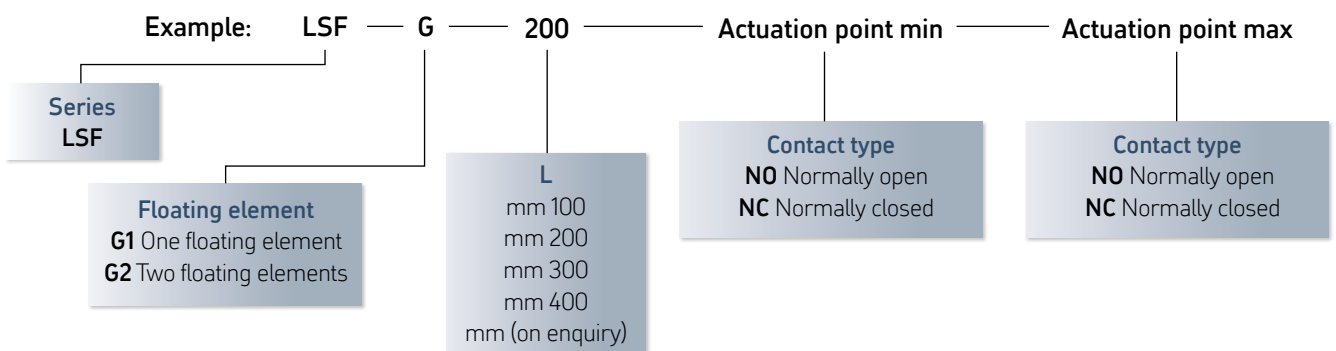 Example: LSF G 200 Actuation point min Actuation point max
Series
LSF
Floating element
G1 One floating element
G2 Two floating elements
L
mm 100
mm 200
mm 300
mm 400
mm (on enquiry)
Contact type
NO Normally open
NC Normally closed
Contact type
NO Normally open
NC Normally closed